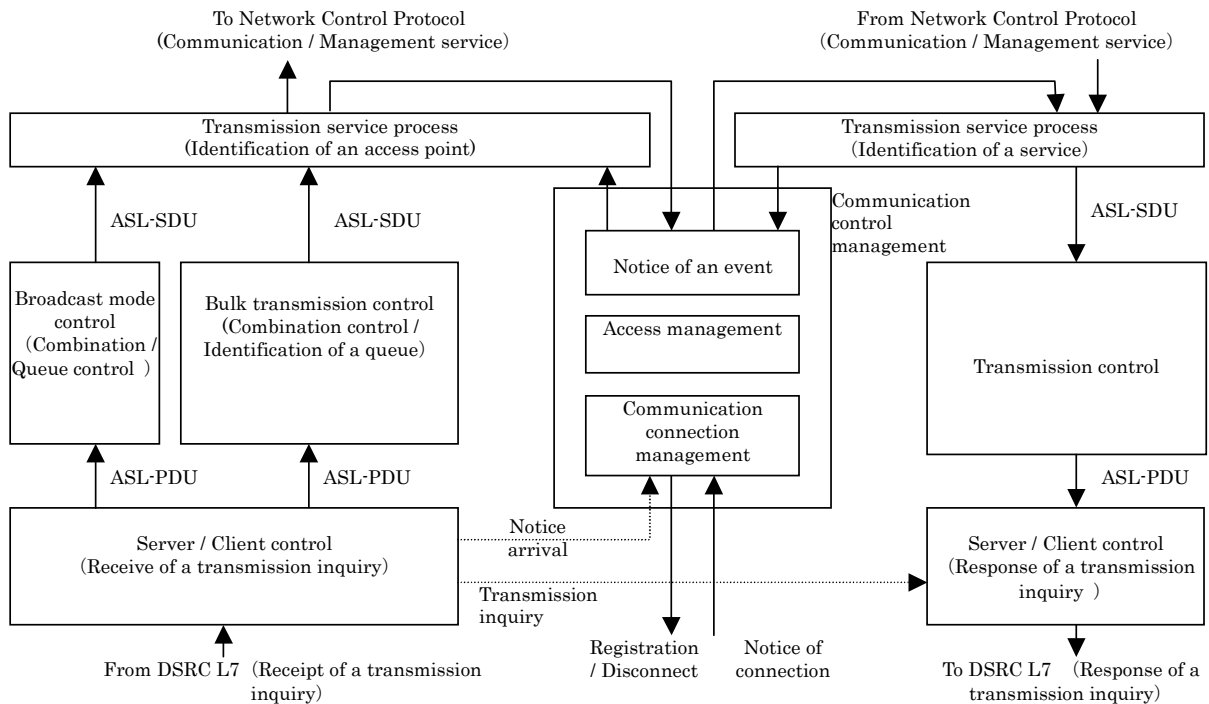 To Network Control Protocol
(Communication / Management service)
From Network Control Protocol
（Communication / Management service)
Transmission service process
(Identification of an access point)
Transmission service process
（Identification of a service)
ASL-SDU
ASL-SDU
Communication
control
management
ASL-SDU
Notice of an event
Broadcast mode
control
（Combination /
Queue control ）
Bulk transmission control
（Combination control /
Identification of a queue）
Access management
Transmission control
Communication
connection
management
ASL-PDU
ASL-PDU
ASL-PDU
Server / Client control
（Receive of a transmission inquiry)
Notice
arrival
Server / Client control
（Response of a transmission
inquiry ）
Transmission
inquiry
From DSRC L7 （Receipt of a transmission
inquiry）
Registration
/ Disconnect
Notice of
connection
To DSRC L7 （Response of a
transmission inquiry）